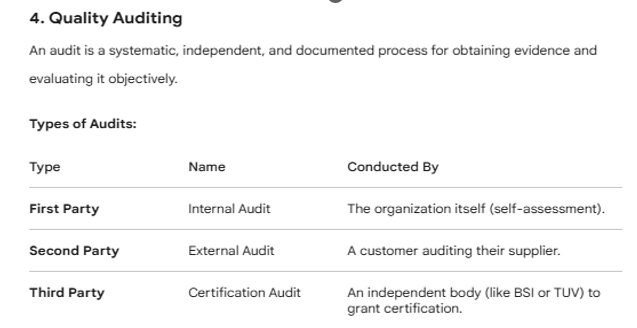 4. Quality Auditing
An audit is a systematic, independent, and documented process for obtaining evidence and
evaluating it objectively.
Types of Audits:
Type Name Conducted By
First Party Internal Audit The organization itself (self-assessment).
Second Party External Audit A customer auditing their supplier.
Third Party Certification Audit An independent body (like BSI or TUV) to
grant certification.